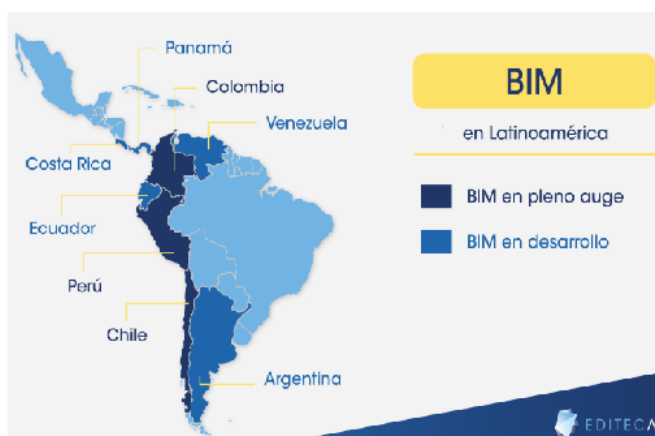 Panamá
Colombia
Venezuela
Costa Rica
Ecuador
Perú
Chile
Argentina
BIM
en Latinoamérica
BIM en pleno auge
BIM en desarrollo
EDITECA